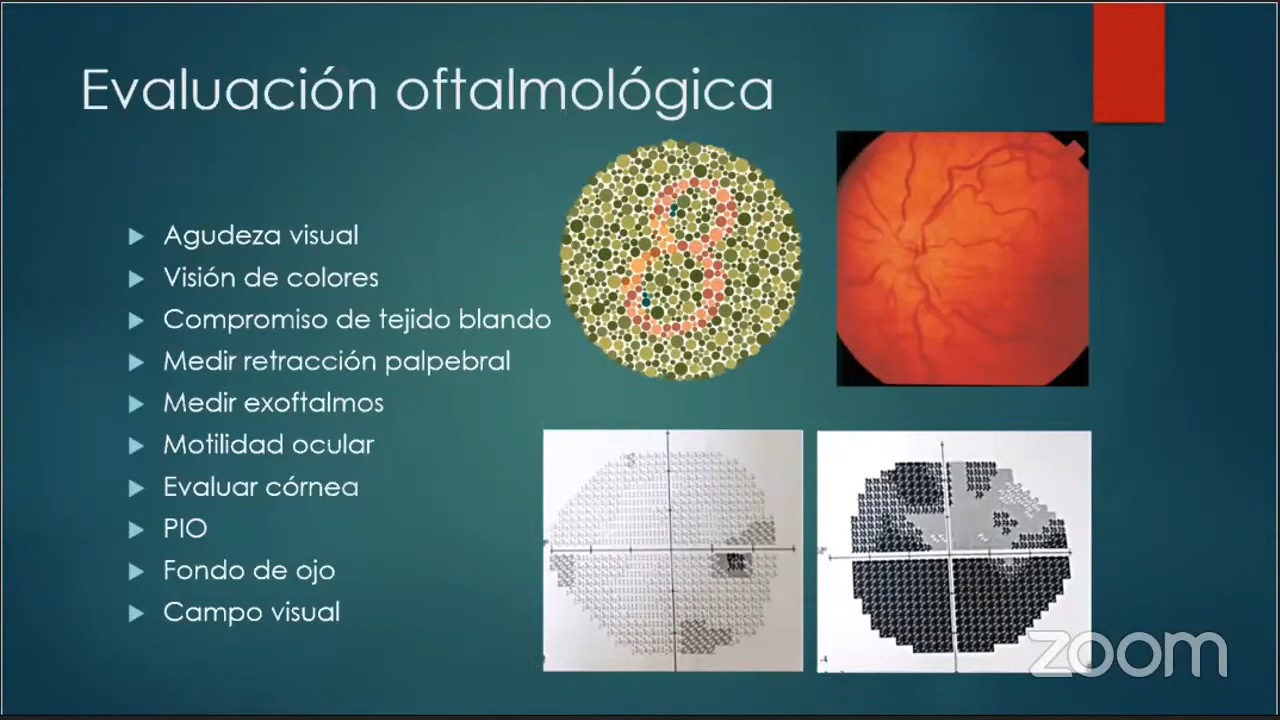 Evaluación oftalmológica
Agudeza visual
Visión de colores
Compromiso de tejido blando
Medir retracción palpebral
Medir exoftalmos
Motilidad ocular
Evaluar córnea
PIO
Fondo de ojo
Campo visual
8
zoom